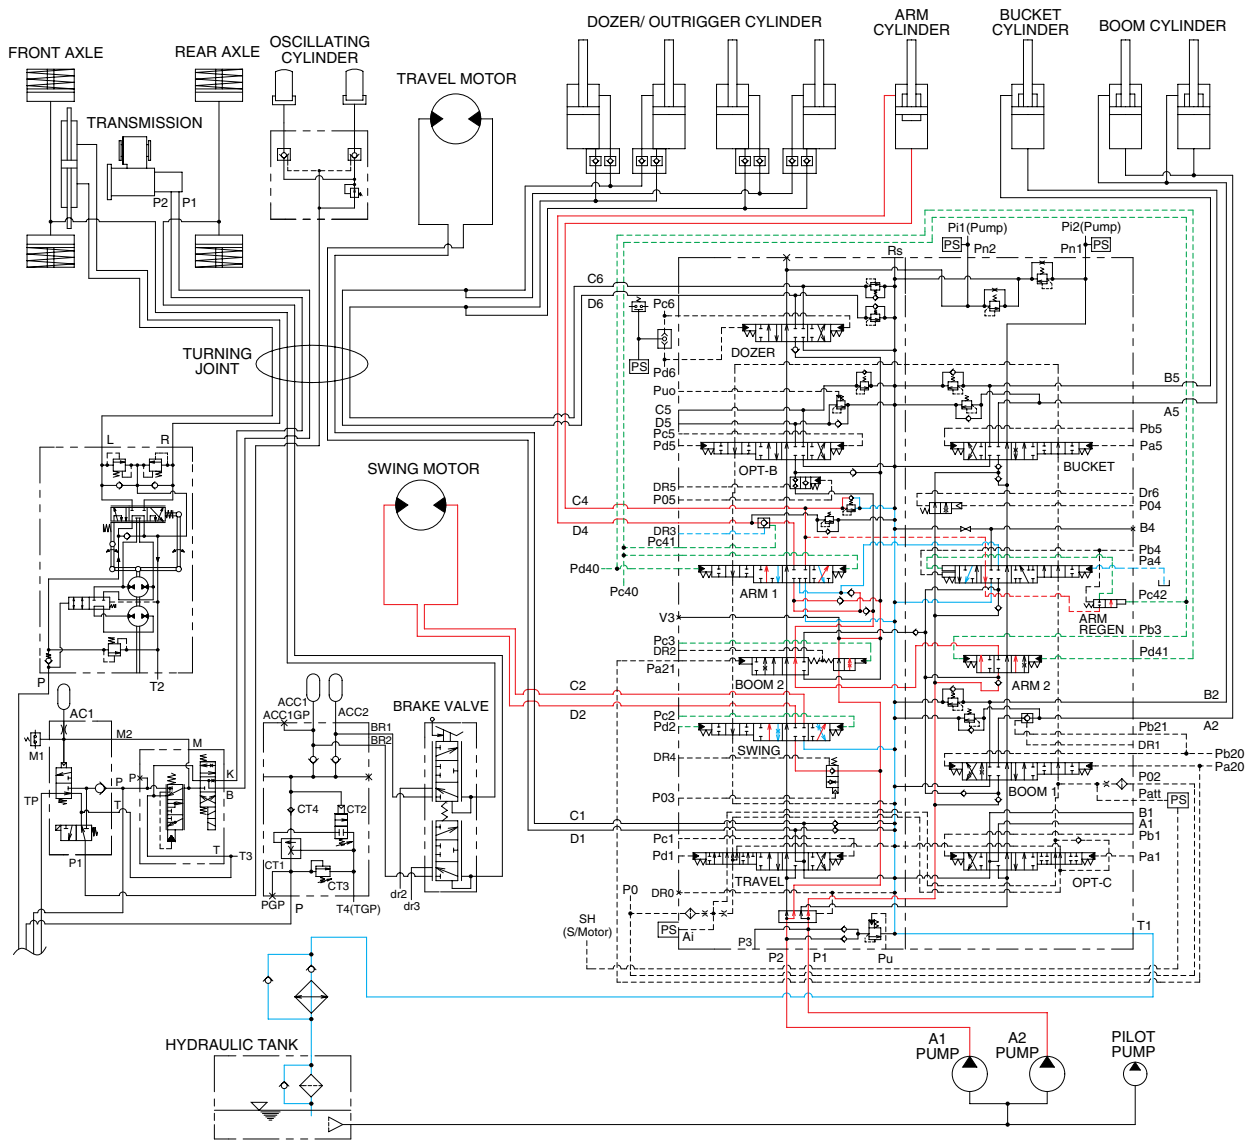 FRONT AXLE
REAR AXLE
OSCILLATING
CYLINDER
TRAVEL MOTOR
DOZER/ OUTRIGGER CYLINDER
ARM
CYLINDER
BUCKET
CYLINDER
BOOM CYLINDER
TRANSMISSION
P2
P1
Pi1(Pump)
Pi2(Pump)
PS
Pn2
Pn1
PS
Rs
C6
D6
Pc6
DOZER
PS
Pd6
TURNING
JOINT
Puo
B5
A5
C5
D5
Pc5
Pd5
Pb5
Pa5
OPT-B
BUCKET
L
R
SWING MOTOR
DR5
P05
C4
D4
DR3
Pc41
Dr6
P04
B4
Pb4
Pa4
Pd40
Pc40
ARM 1
Pc42
ARM
REGEN
V3
Pb3
Pc3
DR2
Pa21
Pd41
BOOM 2
ARM 2
P
T2
C2
D2
B2
A2
AC1
ACC1
ACC1GP
ACC2
BRAKE VALVE
BR1
BR2
Pc2
Pd2
SWING
Pb21
DR1
Pb20
Pa20
M2
M
M1
DR4
BOOM 1
P02
Patt
PS
P
P
K
B
TP
T
CT4
CT2
P03
B1
A1
C1
D1
Pc1
Pd1
Pb1
Pa1
T
T3
P1
CT1
CT3
TRAVEL
OPT-C
PGP
P
T4(TGP)
dr2
dr3
P0
DR0
SH
(S/Motor)
PS
Ai
P3
P2
P1
Pu
T1
HYDRAULIC TANK
A1
PUMP
A2
PUMP
PILOT
PUMP